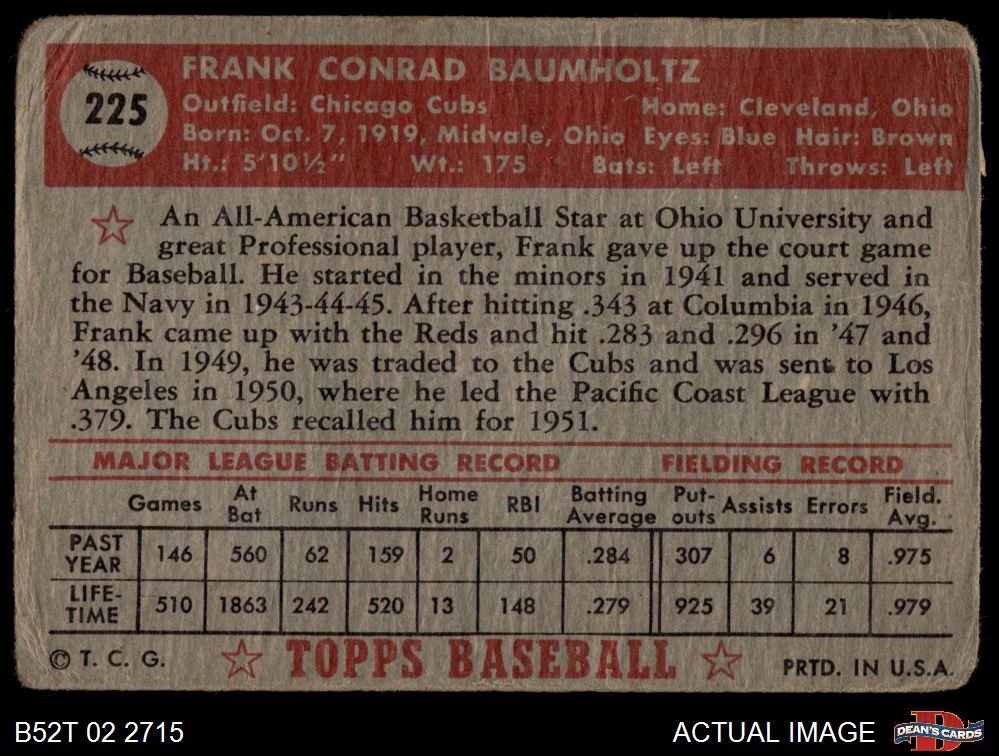 225
FRANK CONRAD BAUMHOLTZ
Outfield: Chicago Cubs Home: Cleveland, Ohio
Born: Oct. 7, 1919, Midvale, Ohio Eyes: Blue Hair: Brown
Ht.: 5'10½" Wt.: 175 Bats: Left Throws: Left
An All-American Basketball Star at Ohio University and
great Professional player, Frank gave up the court game
for Baseball. He started in the minors in 1941 and served in
the Navy in 1943-44-45. After hitting .343 at Columbia in 1946,
Frank came up with the Reds and hit .283 and .296 in '47 and
'48. In 1949, he was traded to the Cubs and was sent to Los
Angeles in 1950, where he led the Pacific Coast League with
.379. The Cubs recalled him for 1951.
MAJOR LEAGUE BATTING RECORD FIELDING RECORD
Games At Bat Runs Hits Home Runs RBI Batting Average Put-outs Assists Errors Field. Avg.
PAST YEAR 146 560 62 159 2 50 .284 307 6 8 .975
LIFE-TIME 510 1863 242 520 13 148 .279 925 39 21 .979
© T. C. G. TOPPS BASEBALL PRTD. IN U.S.A.
B52T 02 2715 ACTUAL IMAGE DEAN'S CARDS